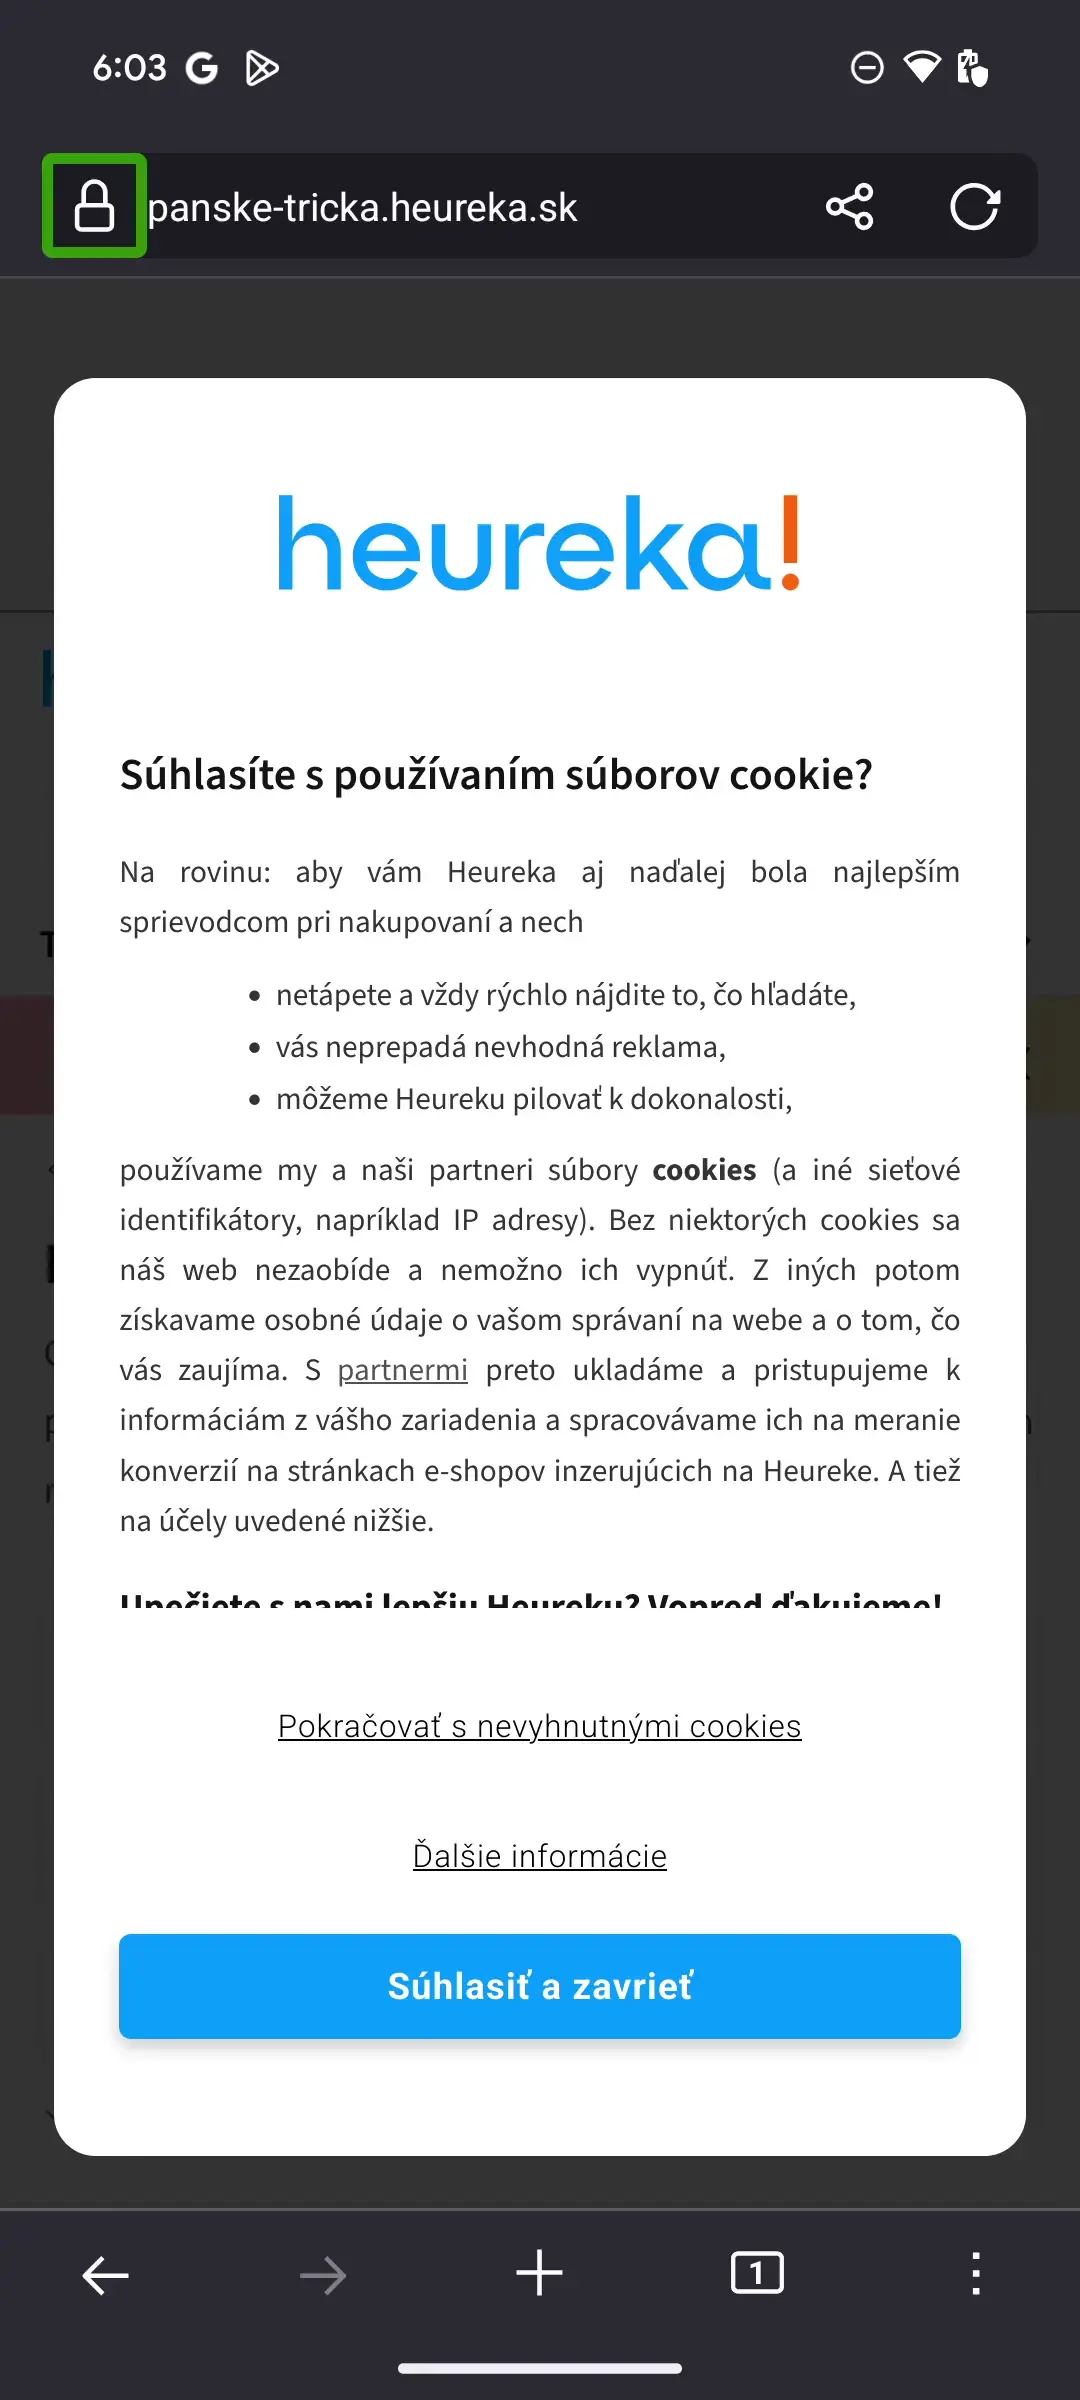 6:03
panske-tricka.heureka.sk
heureka!
Súhlasíte s používaním súborov cookie?
Na rovinu: aby vám Heureka aj naďalej bola najlepším
sprievodcom pri nakupovaní a nech
• netápete a vždy rýchlo nájdite to, čo hľadáte,
• vás neprepadá nevhodná reklama,
• môžeme Heureku pilovať k dokonalosti,
používame my a naši partneri súbory cookies (a iné sieťové
identifikátory, napríklad IP adresy). Bez niektorých cookies sa
náš web nezaobíde a nemožno ich vypnúť. Z iných potom
získavame osobné údaje o vašom správaní na webe a o tom, čo
vás zaujíma. S partnermi preto ukladáme a pristupujeme k
informáciám z vášho zariadenia a spracovávame ich na meranie
konverzií na stránkach e-shopov inzerujúcich na Heureke. A tiež
na účely uvedené nižšie.
Upečiete s nami lepšiu Heureku? Vopred ďakujeme!
Pokračovať s nevyhnutnými cookies
Ďalšie informácie
Súhlasiť a zavrieť
1